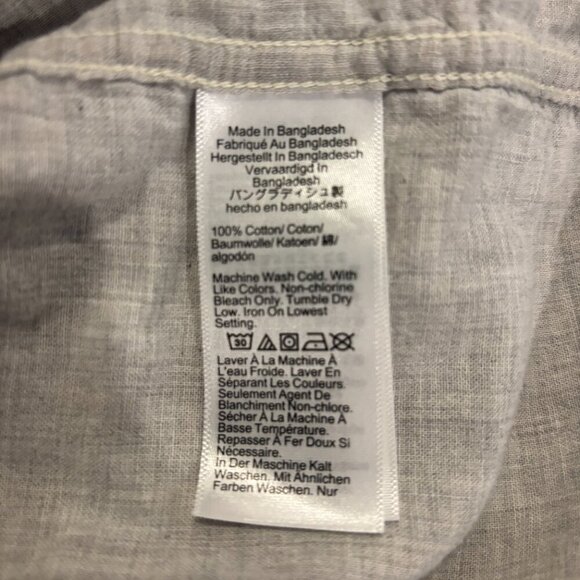 Made In Bangladesh
Fabriqué Au Bangladesh
Hergestellt In Bangladesch
Vervaardigd In
Bangladesh
バングラディシュ製
hecho en bangladesh
100% Cotton/ Coton/
Baumwolle/ Katoen/ 綿/
algodón
Machine Wash Cold. With
Like Colors. Non-chlorine
Bleach Only. Tumble Dry
Low. Iron On Lowest
Setting.
30
Laver À La Machine À
L'eau Froide. Laver En
Séparant Les Couleurs.
Seulement Agent De
Blanchiment Non-chlore.
Sécher À La Machine À
Basse Température.
Repasser À Fer Doux Si
Nécessaire.
In Der Maschine Kalt
Waschen. Mit Ähnlichen
Farben Waschen. Nur